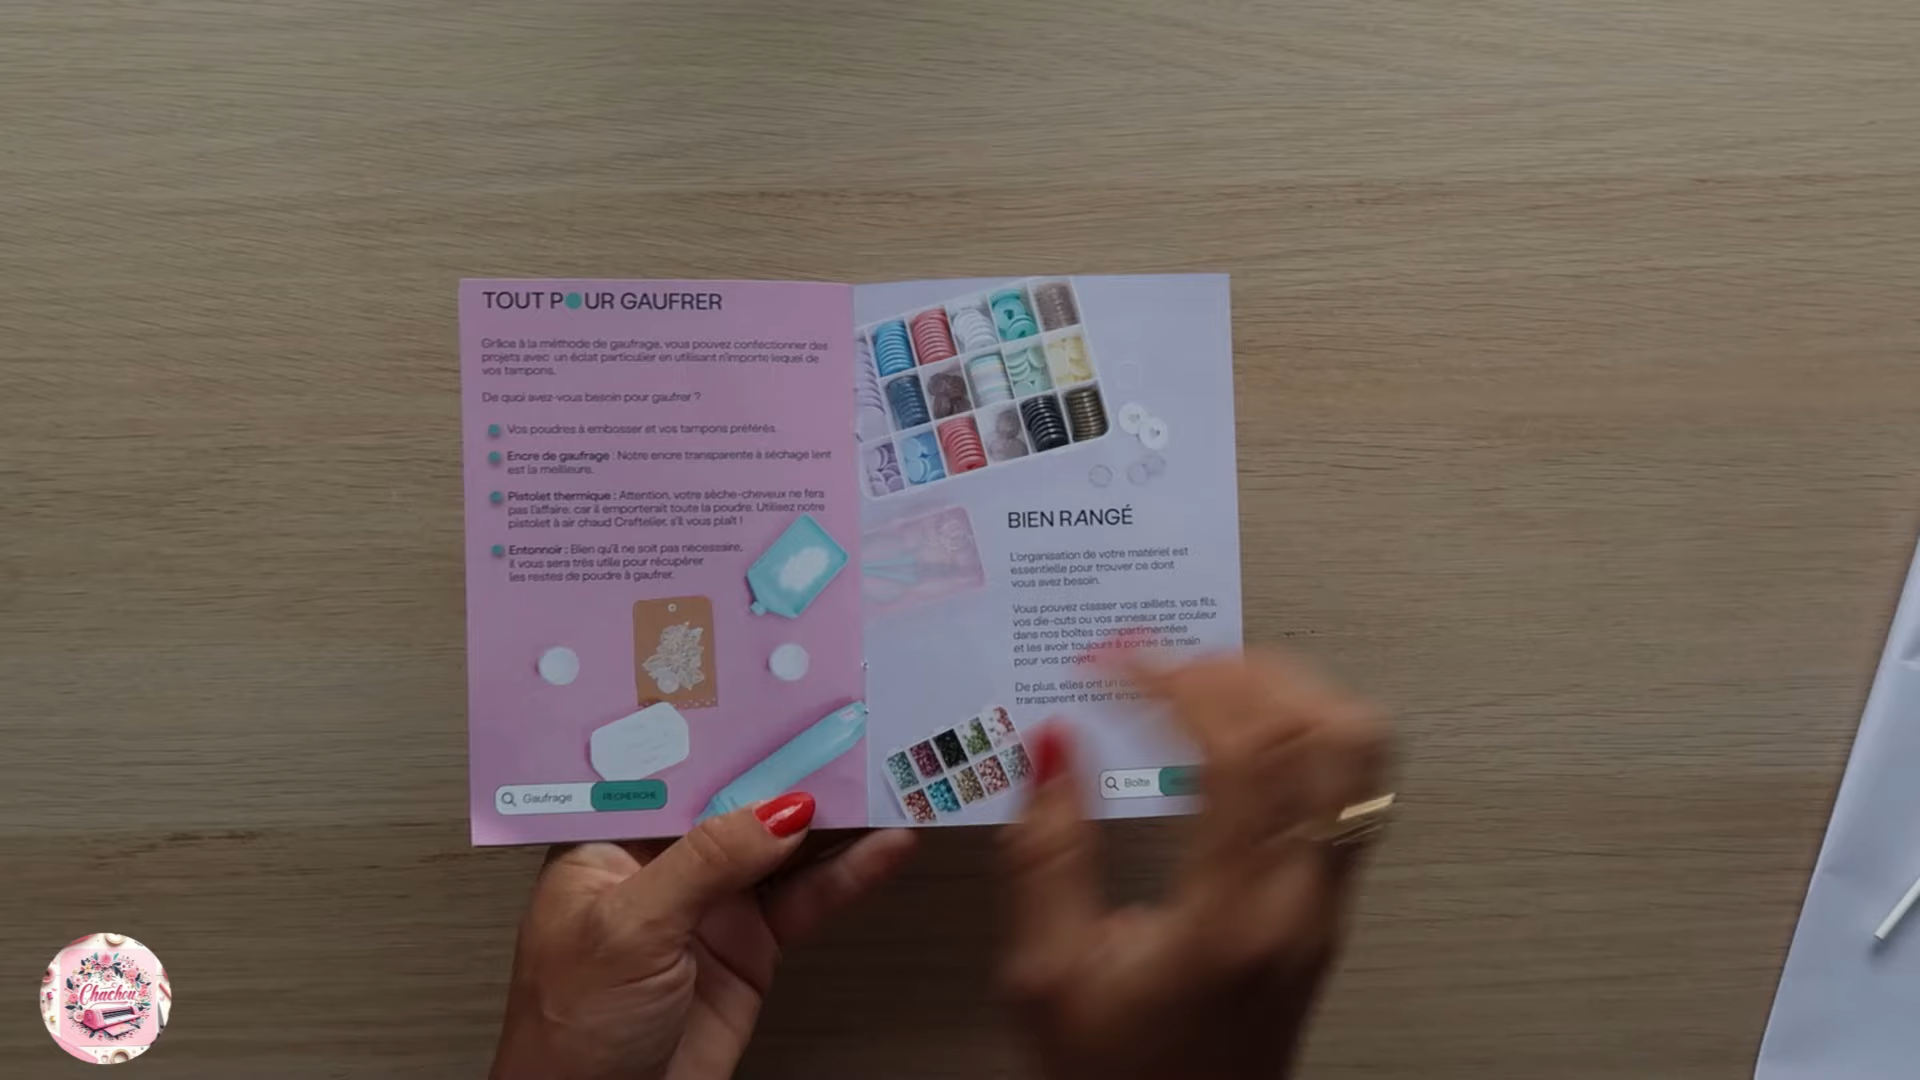 TOUT POUR GAUFRER
Grâce à la méthode de gaufrage, vous pouvez confectionner des
projets avec un éclat particulier en utilisant n'importe lequel de
vos tampons.
De quoi avez-vous besoin pour gaufrer ?
Vos poudres à embosser et vos tampons préférés.
Encre de gaufrage : Notre encre transparente à séchage lent
est la meilleure.
Pistolet thermique : Attention, votre sèche-cheveux ne fera
pas l'affaire, car il emporterait toute la poudre. Utilisez notre
pistolet à air chaud Craftelier, s'il vous plaît !
Entonnoir : Bien qu'il ne soit pas nécessaire,
il vous sera très utile pour récupérer
les restes de poudre à gaufrer.
Gaufrage RECHERCHE
BIEN RANGÉ
L'organisation de votre matériel est
essentielle pour trouver ce dont
vous avez besoin.
Vous pouvez classer vos œillets, vos fils,
vos die-cuts ou vos anneaux par couleur
dans nos boîtes compartimentées
et les avoir toujours à portée de main
pour vos projets
De plus, elles ont un
transparent et sont
Boîte
Chachou